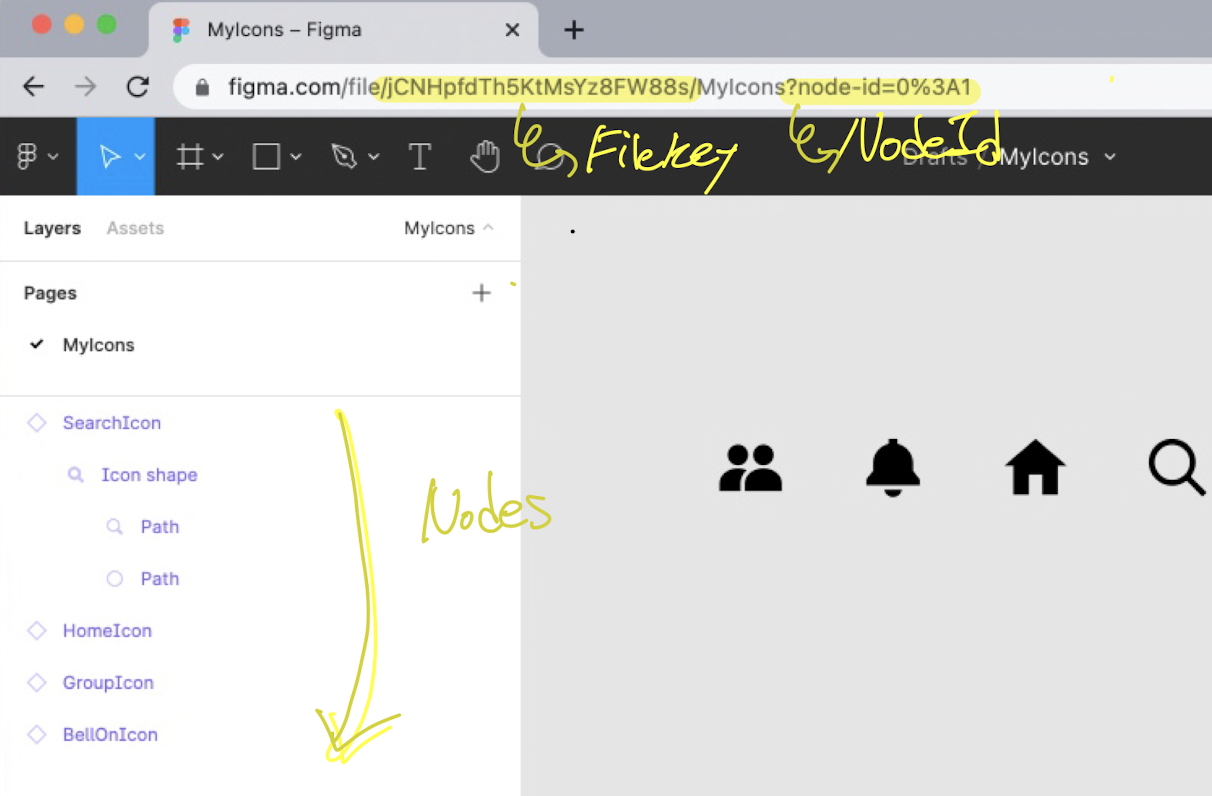 MyIcons – Figma
figma.com/file/jCNHpfdTh5KtMsYz8FW88s/MyIcons?node-id=0%3A1
Filekey
/NodeId
Drafts / MyIcons
Layers Assets MyIcons
Pages
MyIcons
SearchIcon
Icon shape
Path
Path
HomeIcon
GroupIcon
BellOnIcon
Nodes